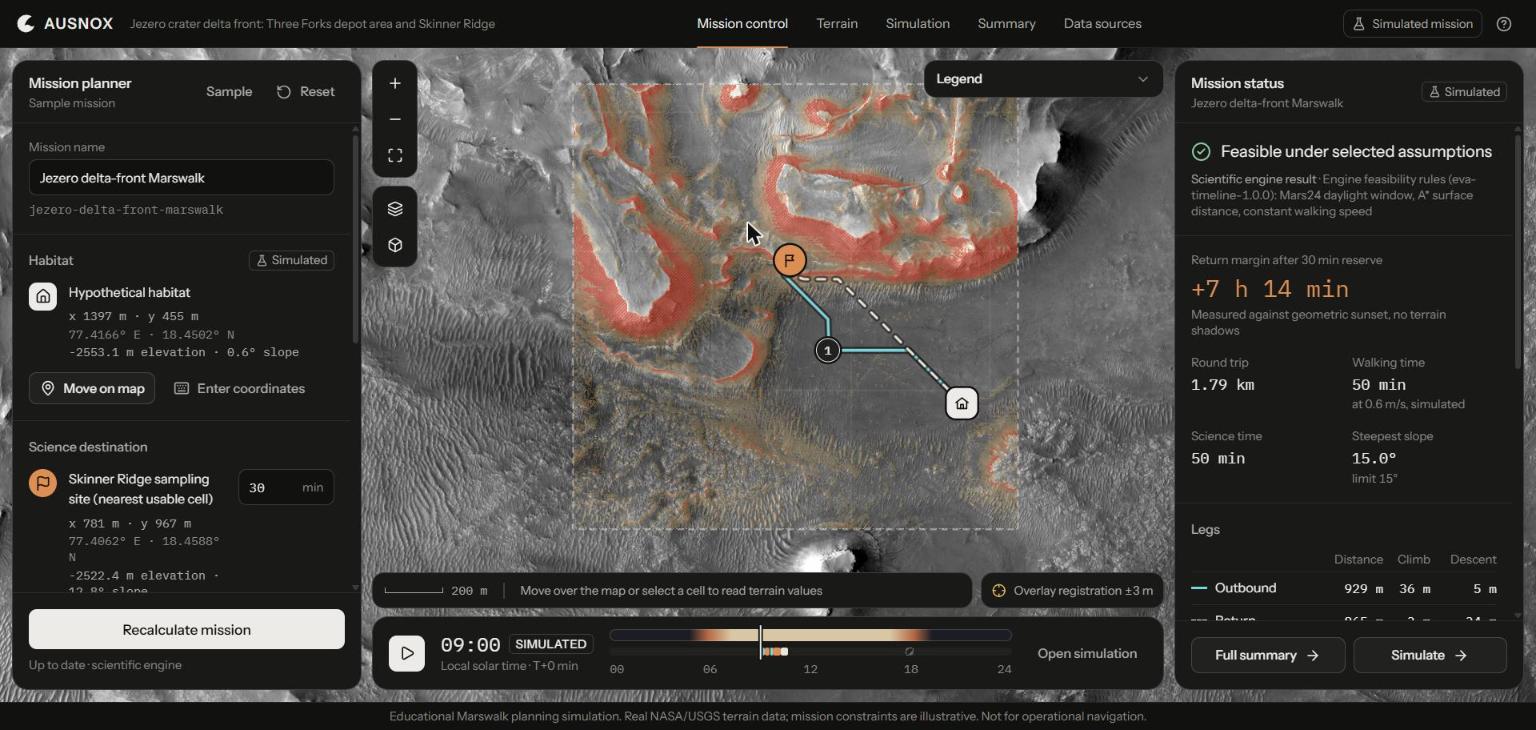 AUSNOX
Jezero crater delta front: Three Forks depot area and Skinner Ridge
Mission control
Terrain
Simulation
Summary
Data sources
Simulated mission
Mission planner
Sample mission
Sample
Reset
Mission name
Jezero delta-front Marswalk
jezero-delta-front-marswalk
Habitat
Simulated
Hypothetical habitat
x 1397 m · y 455 m
77.4166° E · 18.4502° N
-2553.1 m elevation · 0.6° slope
Move on map
Enter coordinates
Science destination
Skinner Ridge sampling
site (nearest usable cell)
30 min
x 781 m · y 967 m
77.4062° E · 18.4588°
N
-2522.4 m elevation ·
12.8° slope
Recalculate mission
Up to date · scientific engine
Legend
1
200 m
Move over the map or select a cell to read terrain values
Overlay registration ±3 m
09:00 SIMULATED
Local solar time · T+0 min
00 06 12 18 24
Open simulation
Mission status
Jezero delta-front Marswalk
Simulated
Feasible under selected assumptions
Scientific engine result · Engine feasibility rules (eva-
timeline-1.0.0): Mars24 daylight window, A* surface
distance, constant walking speed
Return margin after 30 min reserve
+7 h 14 min
Measured against geometric sunset, no terrain
shadows
Round trip
1.79 km
Walking time
50 min
at 0.6 m/s, simulated
Science time
50 min
Steepest slope
15.0°
limit 15°
Legs
Distance Climb Descent
Outbound 929 m 36 m 5 m
Return 865 m
Full summary
Simulate
Educational Marswalk planning simulation. Real NASA/USGS terrain data; mission constraints are illustrative. Not for operational navigation.